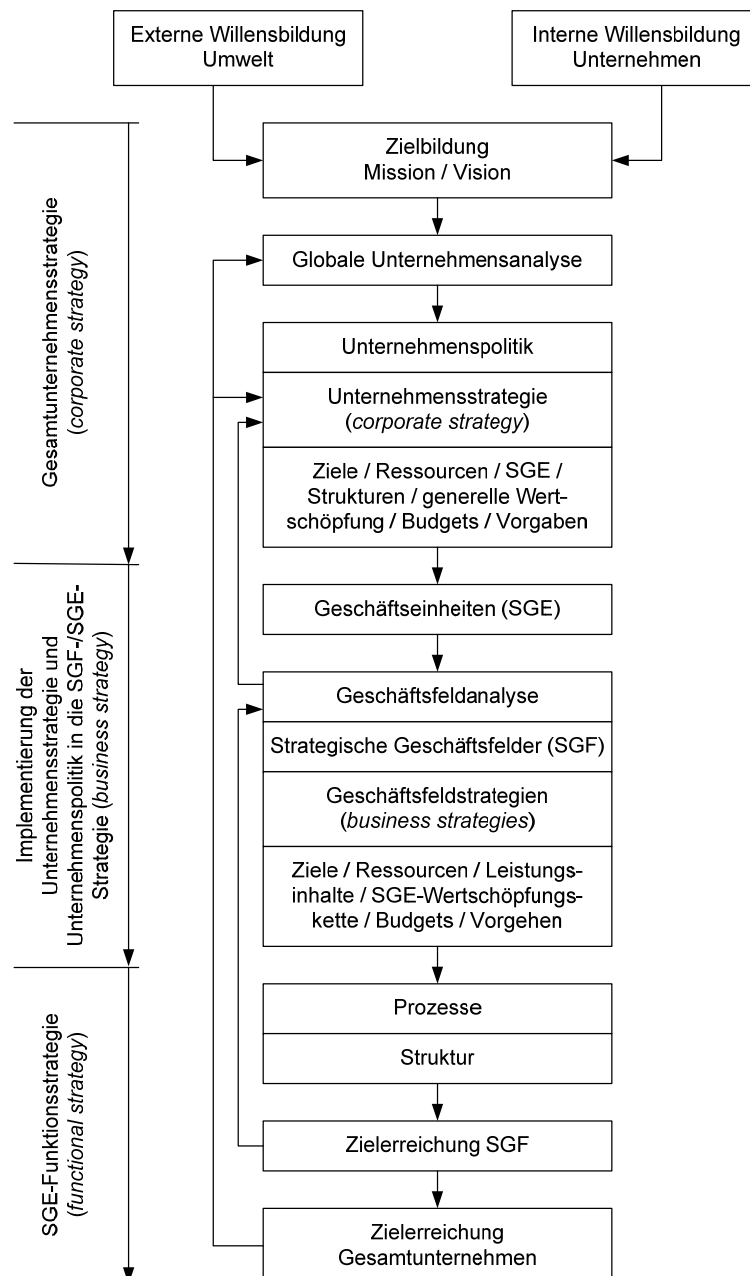 Externe Willensbildung
Umwelt
Interne Willensbildung
Unternehmen
Zielbildung
Mission / Vision
Globale Unternehmensanalyse
Unternehmenspolitik
Unternehmensstrategie
(corporate strategy)
Ziele / Ressourcen / SGE /
Strukturen / generelle Wert-
schöpfung / Budgets / Vorgaben
Geschäftseinheiten (SGE)
Geschäftsfeldanalyse
Strategische Geschäftsfelder (SGF)
Geschäftsfeldstrategien
(business strategies)
Ziele / Ressourcen / Leistungs-
inhalte / SGE-Wertschöpfungs-
kette / Budgets / Vorgehen
Prozesse
Struktur
Zielerreichung SGF
Zielerreichung
Gesamtunternehmen
Gesamtunternehmensstrategie
(corporate strategy)
Implementierung der
Unternehmensstrategie und
Unternehmenspolitik in die SGF-/SGE-
Strategie (business strategy)
SGE-Funktionsstrategie
(functional strategy)